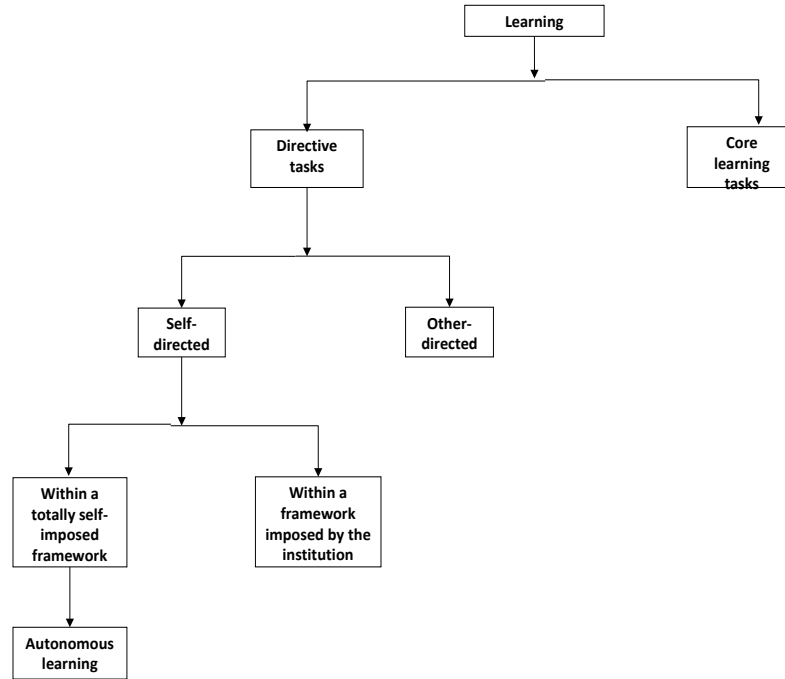 Learning
Directive
tasks
Core
learning
tasks
Self-
directed
Other-
directed
Within a
totally self-
imposed
framework
Within a
framework
imposed by the
institution
Autonomous
learning